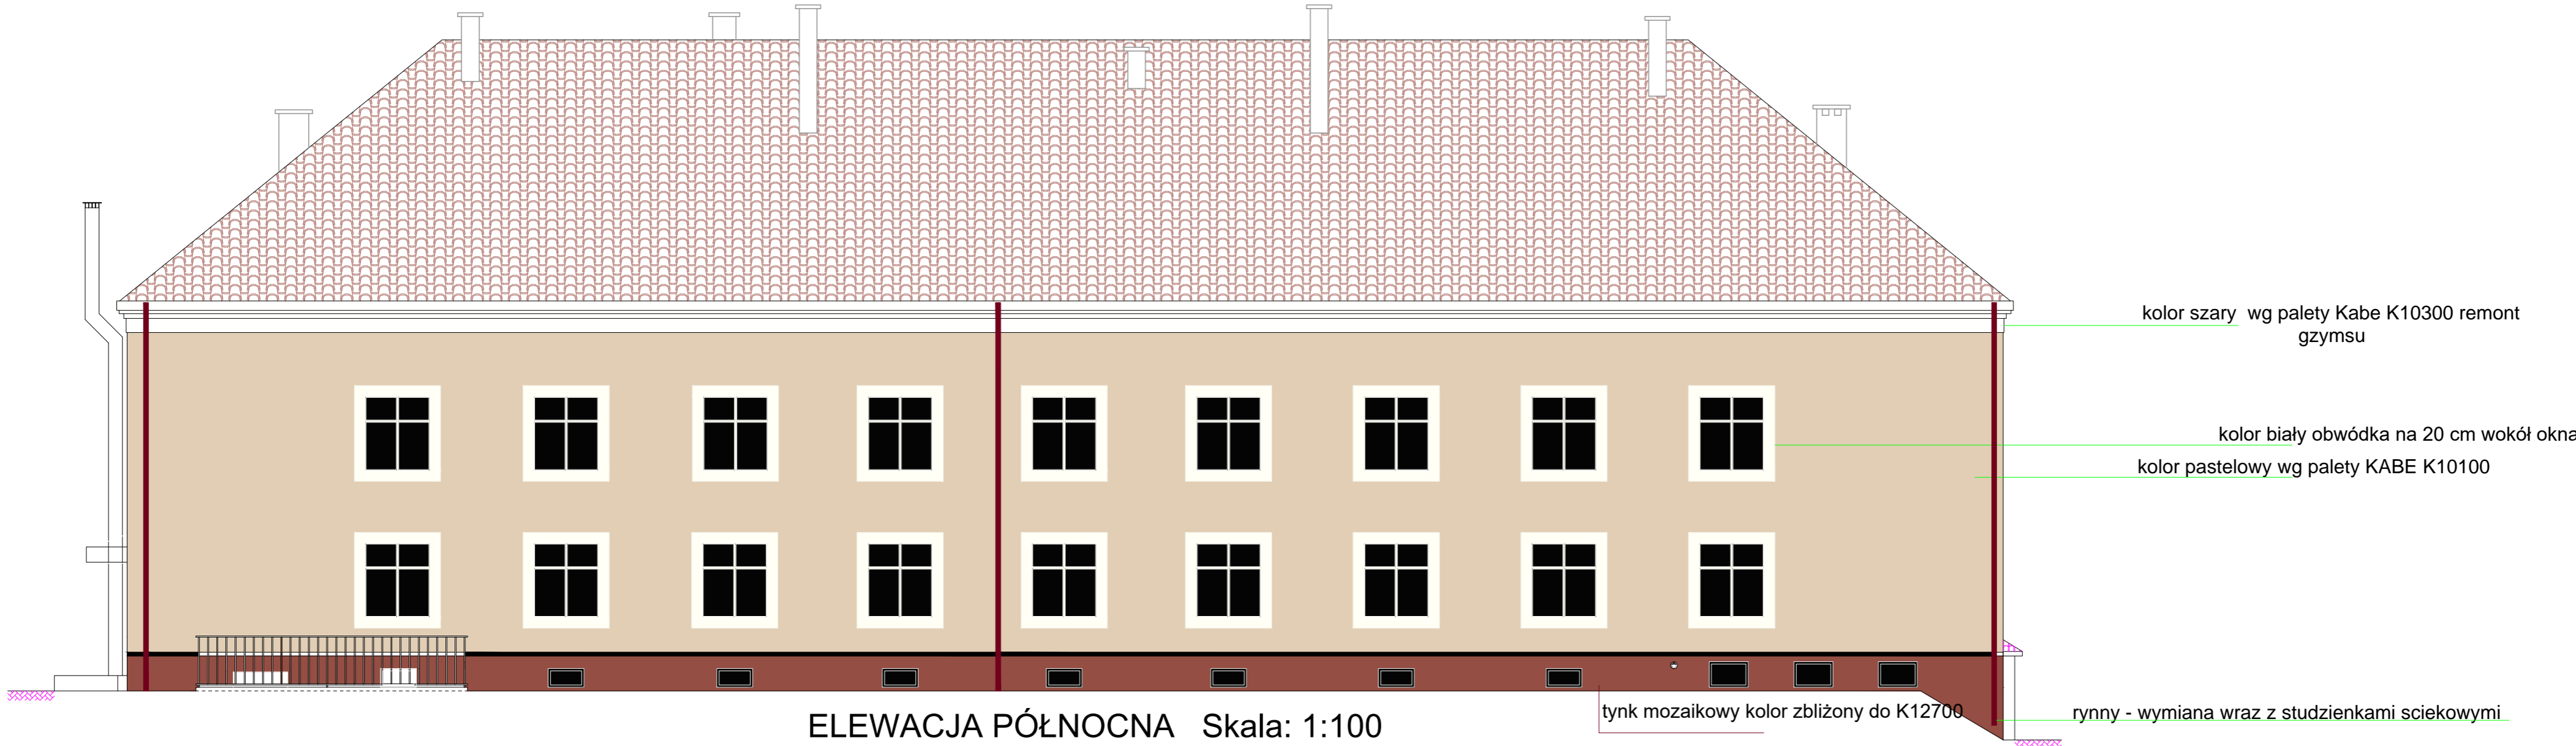 kolor szary wg palety Kabe K10300 remont
gzymsu
kolor biały obwódka na 20 cm wokół okna
kolor pastelowy wg palety KABE K10100
tynk mozaikowy kolor zbliżony do K12700
rynny - wymiana wraz z studzienkami sciekowymi
ELEWACJA PÓŁNOCNA Skala: 1:100